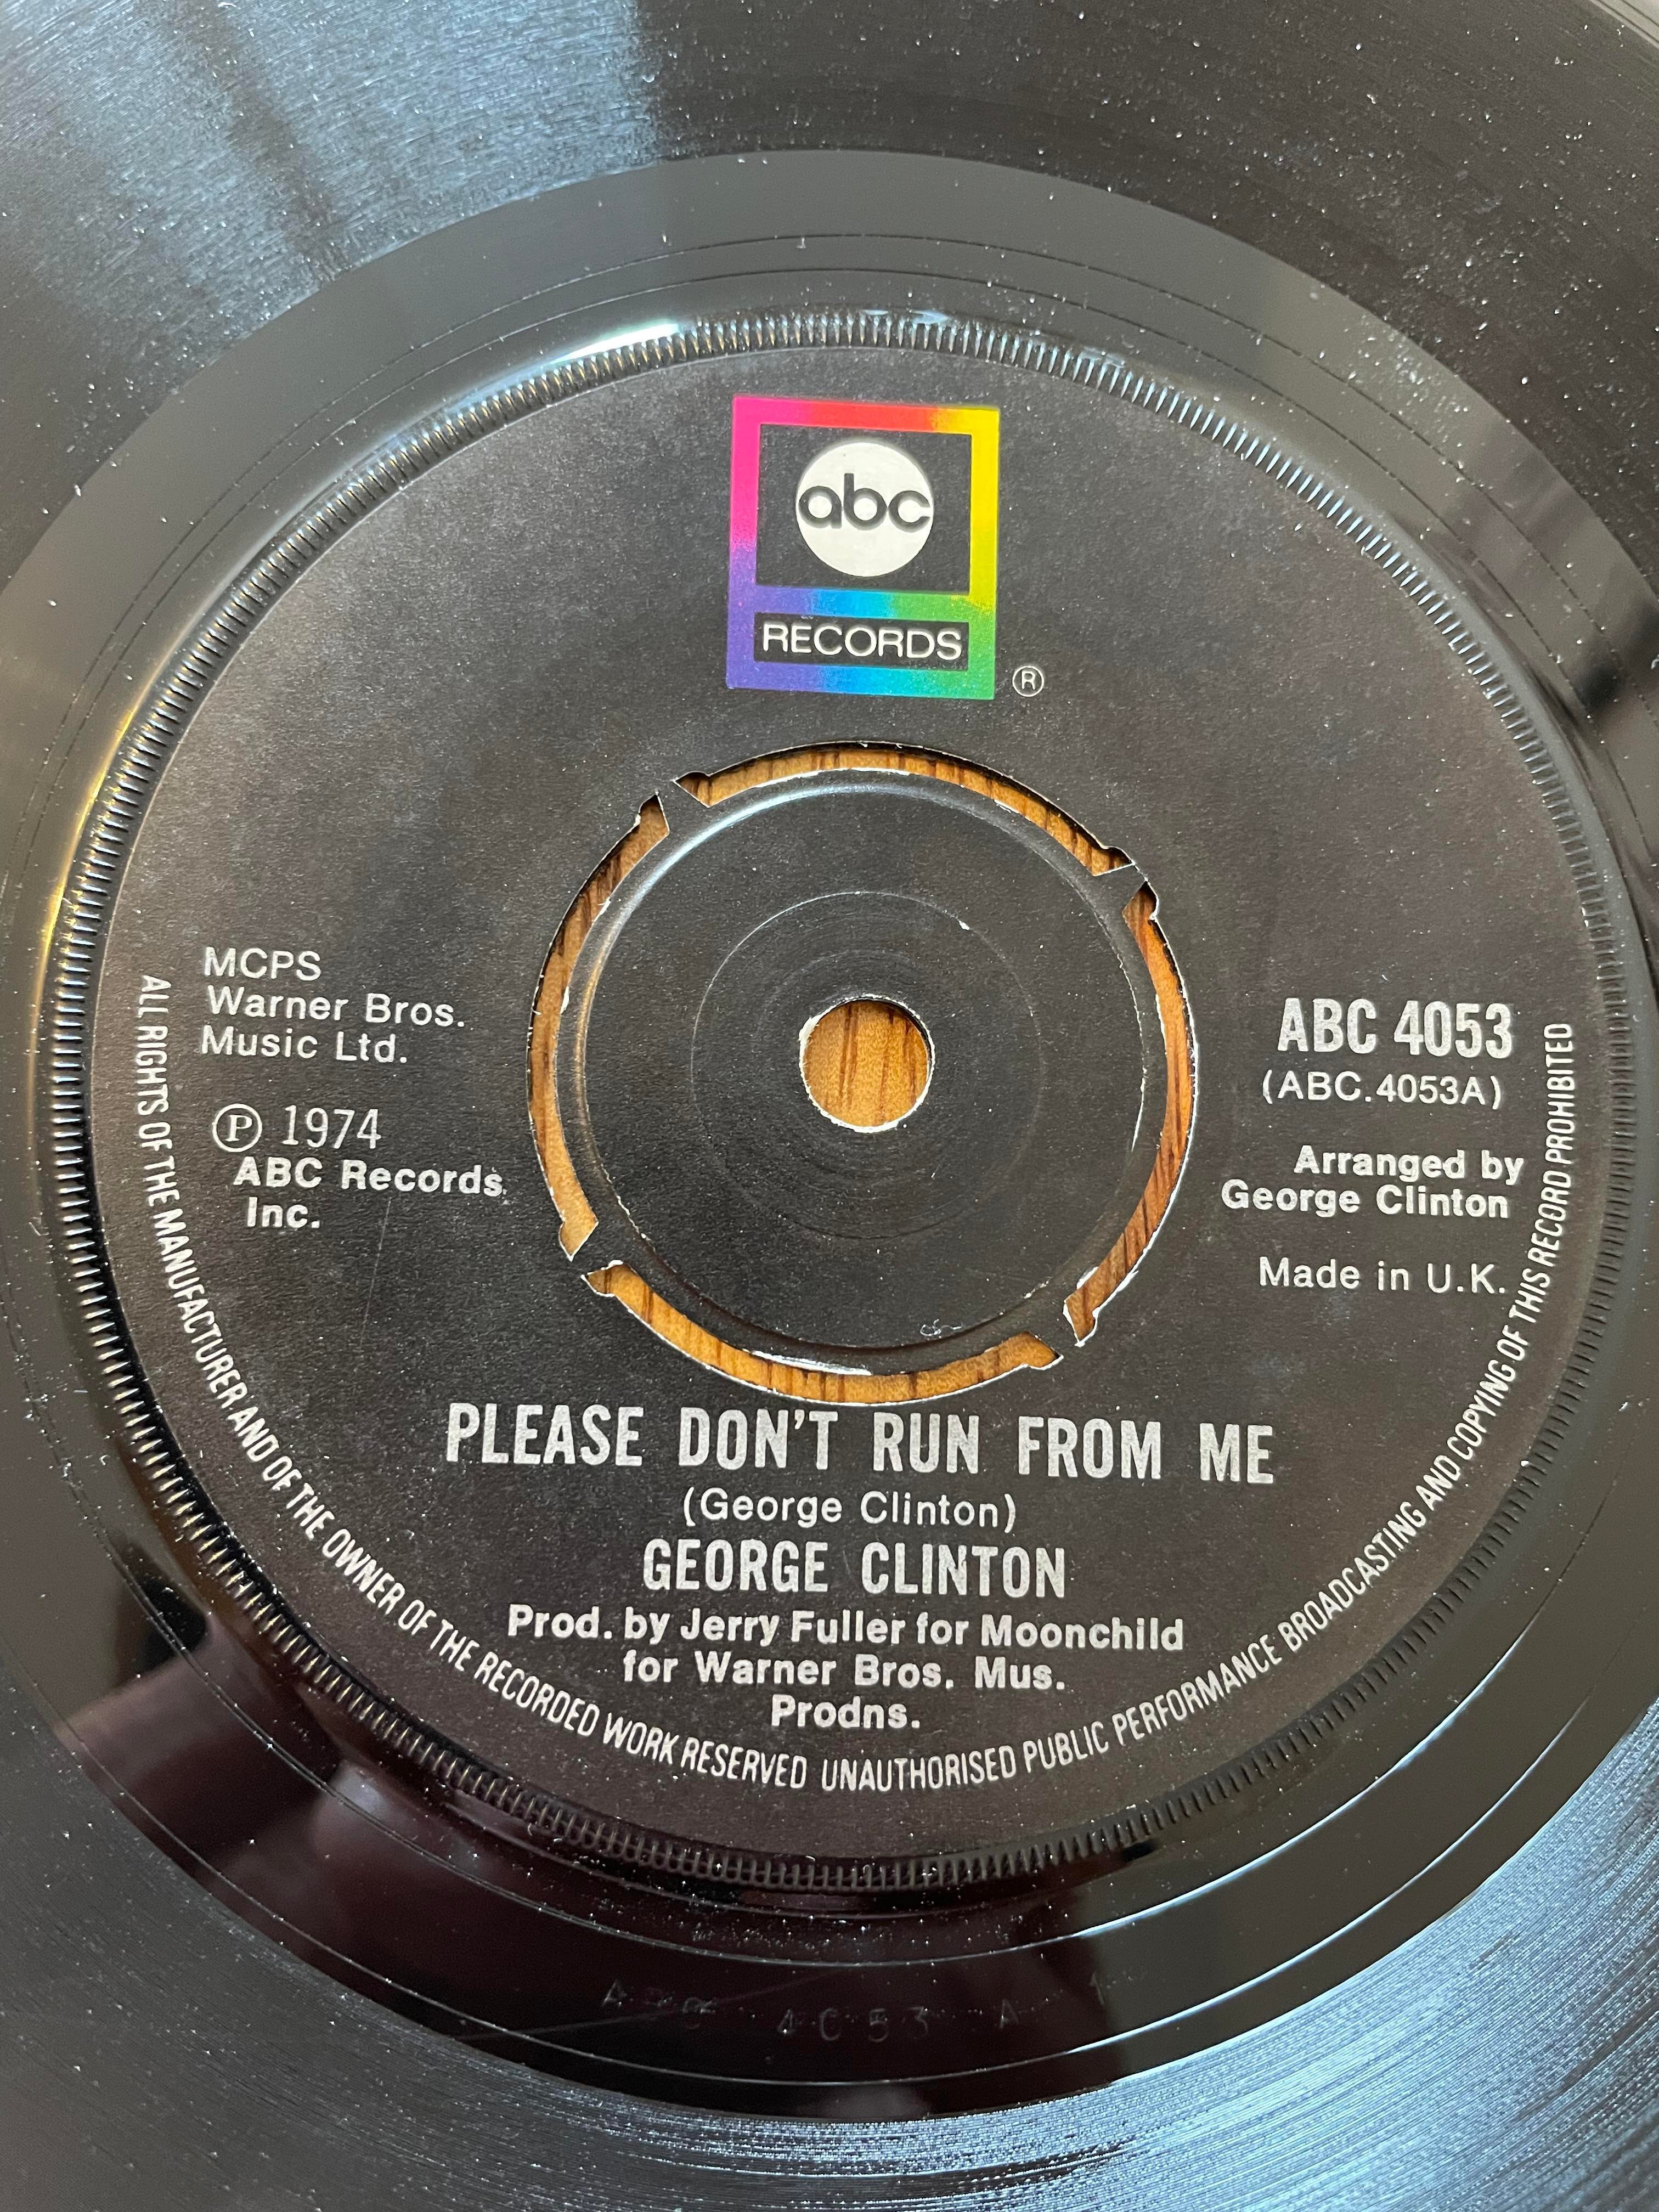 abc
RECORDS
®
MCPS
Warner Bros.
Music Ltd.
℗ 1974
ABC Records
Inc.
ABC 4053
(ABC.4053A)
Arranged by
George Clinton
Made in U.K.
PLEASE DON'T RUN FROM ME
(George Clinton)
GEORGE CLINTON
Prod. by Jerry Fuller for Moonchild
for Warner Bros. Mus.
Prodns.
ALL RIGHTS OF THE MANUFACTURER AND OF THE OWNER OF THE RECORDED WORK RESERVED UNAUTHORISED PUBLIC PERFORMANCE BROADCASTING AND COPYING OF THIS RECORD PROHIBITED
ABC 4053 A 1